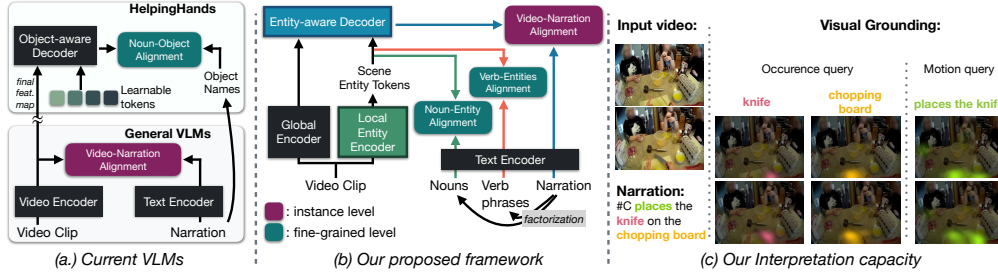 HelpingHands
Object-aware
Decoder
Noun-Object
Alignment
final
feat.
map
Learnable
tokens
Object
Names
General VLMs
Video-Narration
Alignment
Video Encoder
Text Encoder
Video Clip
Narration
(a.) Current VLMs
Entity-aware Decoder
Video-Narration
Alignment
Scene
Entity Tokens
Verb-Entities
Alignment
Noun-Entity
Alignment
Global
Encoder
Local
Entity
Encoder
Text Encoder
Video Clip
Nouns
Verb
phrases
Narration
factorization
: instance level
: fine-grained level
(b) Our proposed framework
Input video:
Narration:
#C places the
knife on the
chopping board
Visual Grounding:
Occurence query
Motion query
knife
chopping
board
places the knif
(c) Our Interpretation capacity